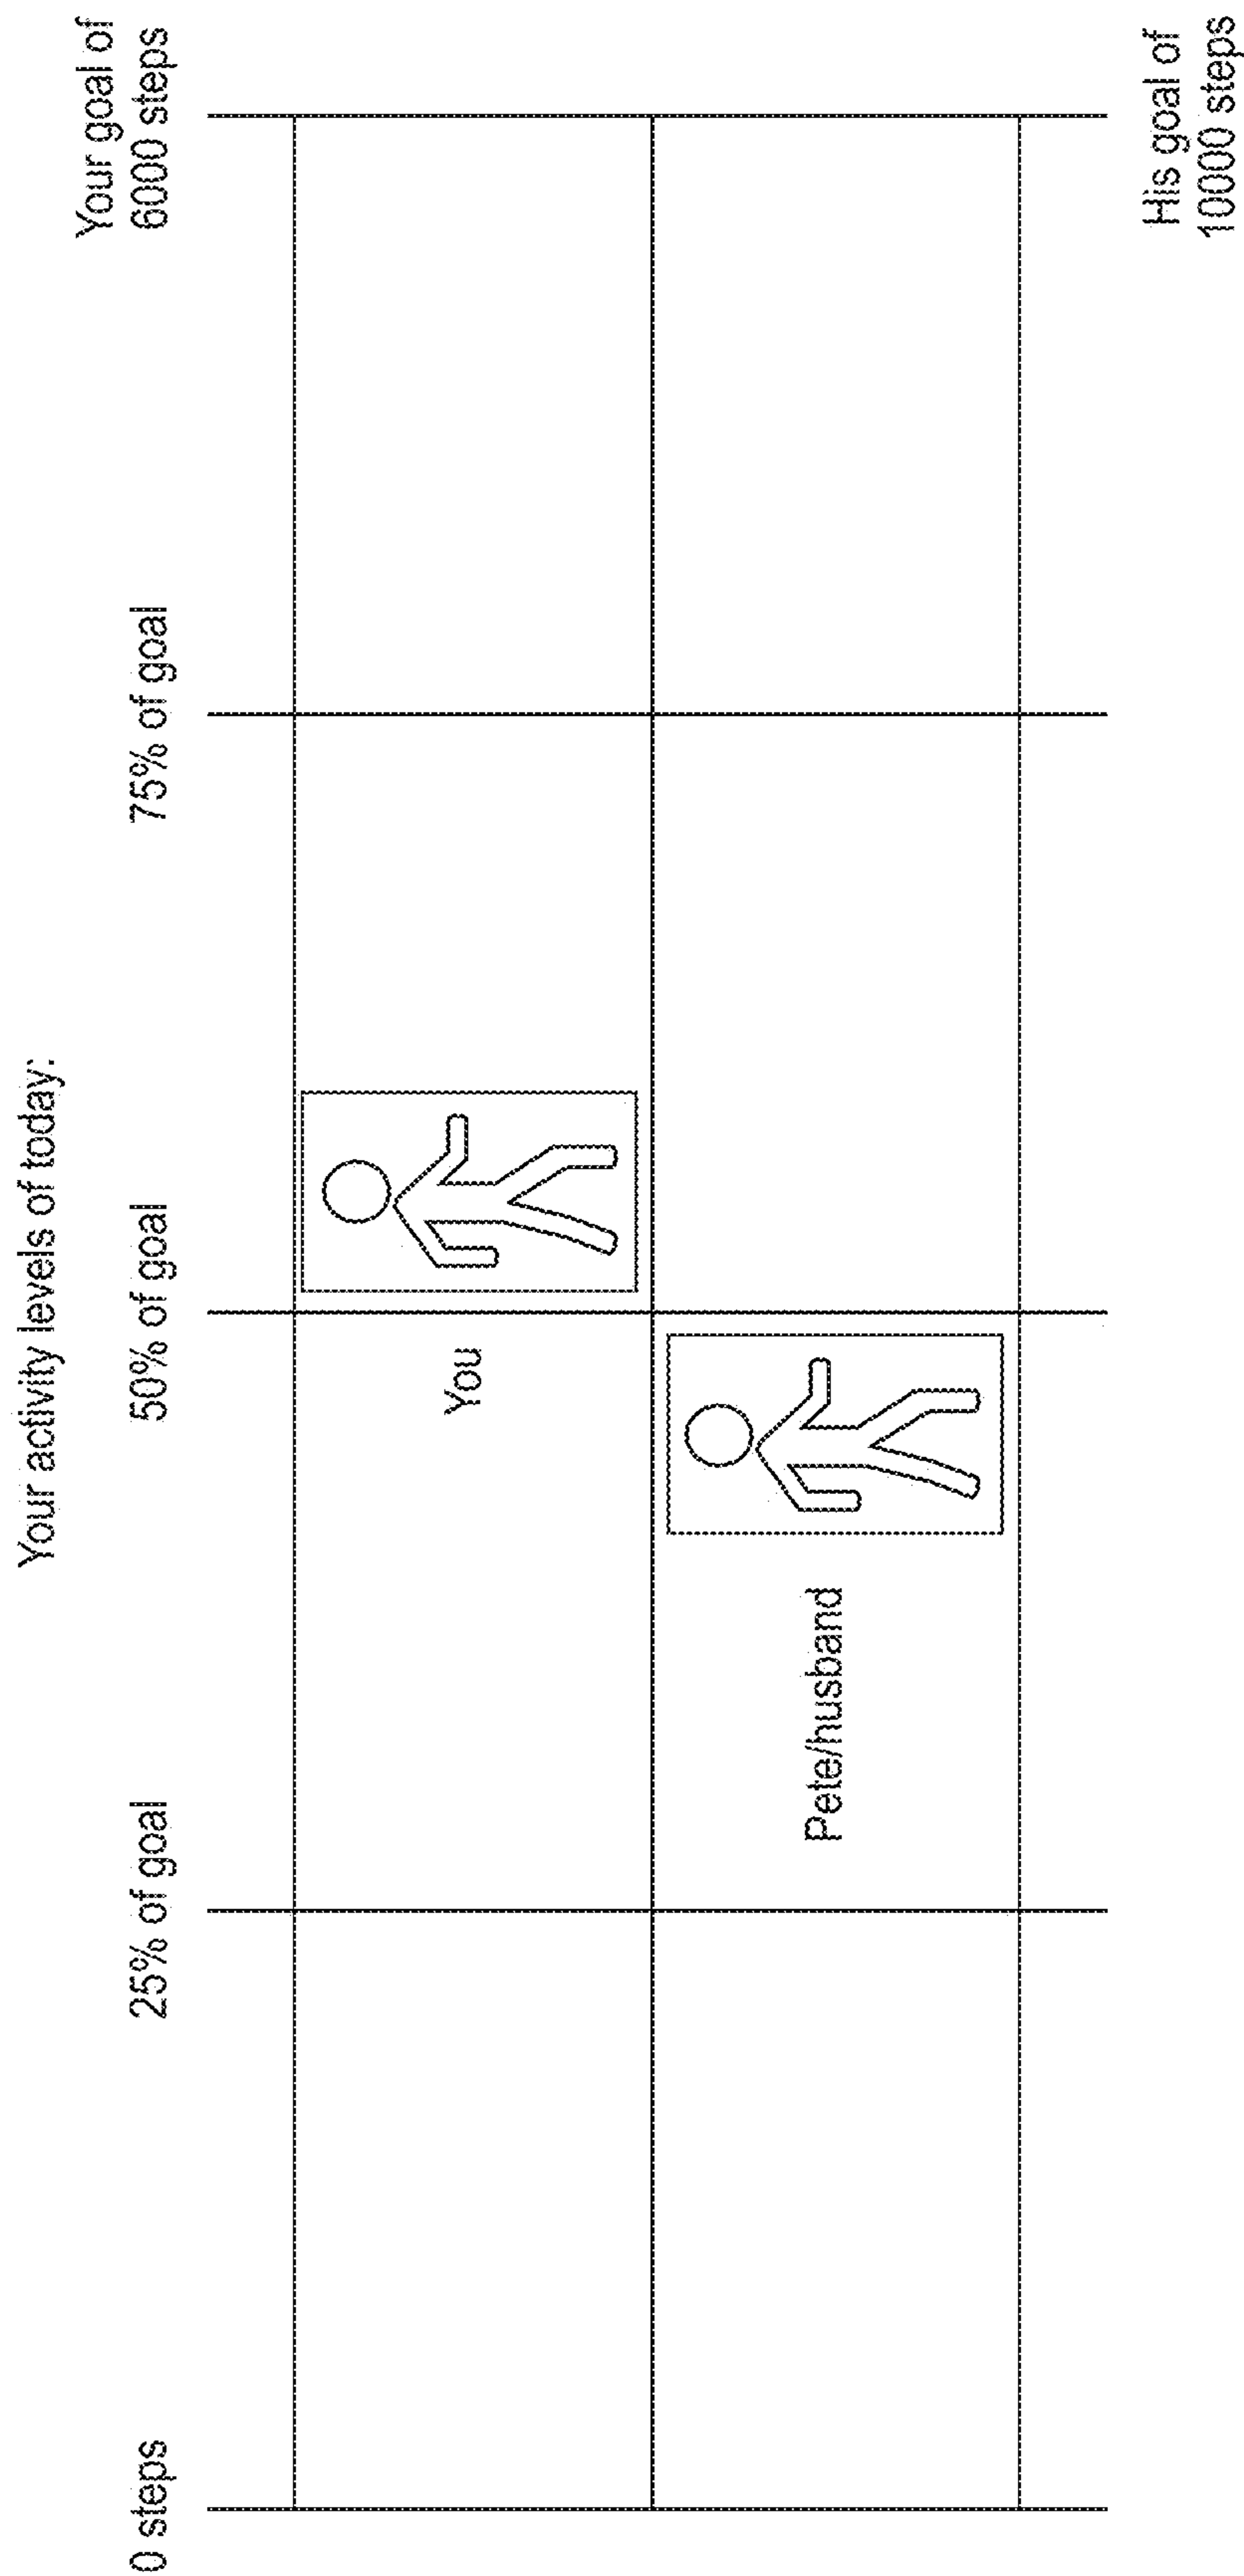 Your activity levels of today:
0 steps
25% of goal
50% of goal
75% of goal
Your goal of
6000 steps
You
Pete/husband
His goal of
10000 steps